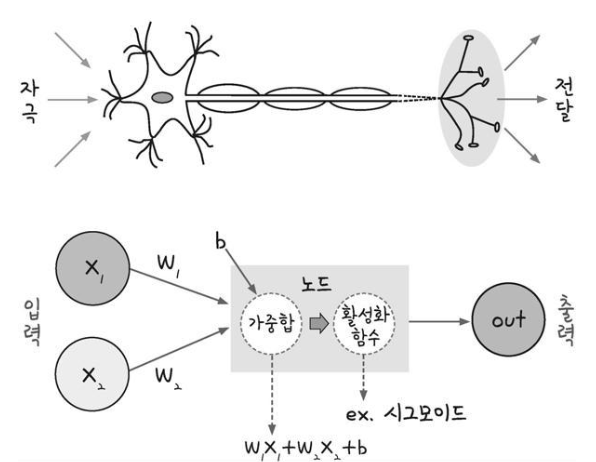 자극
전달
b
노드
X₁
W₁
입력
가중합
활성화
함수
out
출력
X₂
W₂
ex. 시그모이드
W₁X₁+W₂X₂+b